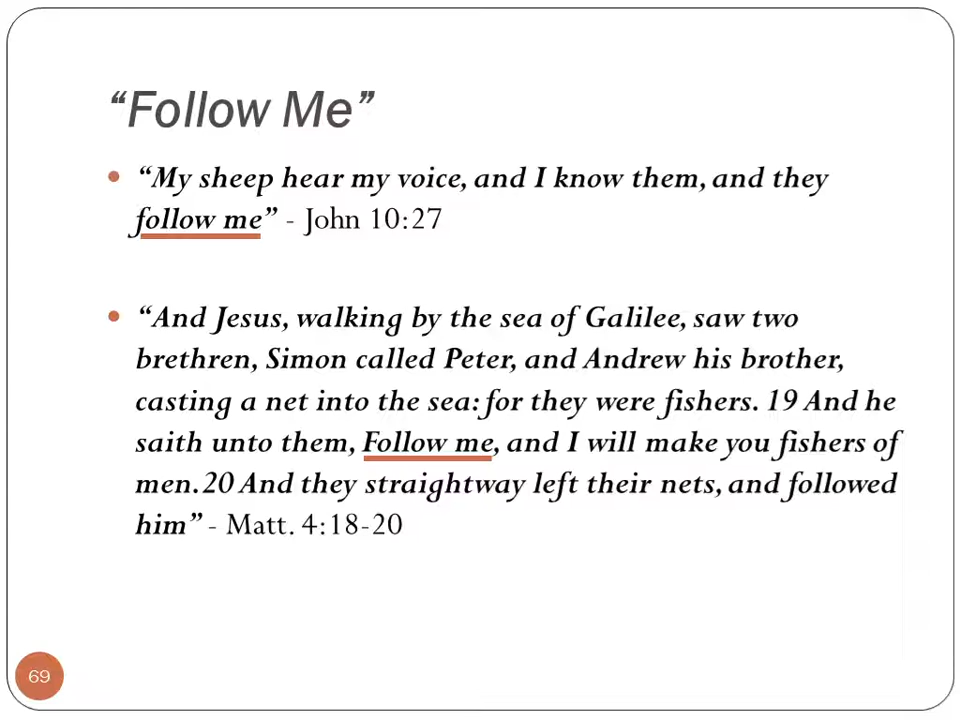 “Follow Me”
“My sheep hear my voice, and I know them, and they
follow me” - John 10:27
“And Jesus, walking by the sea of Galilee, saw two
brethren, Simon called Peter, and Andrew his brother,
casting a net into the sea: for they were fishers. 19 And he
saith unto them, Follow me, and I will make you fishers of
men. 20 And they straightway left their nets, and followed
him” - Matt. 4:18-20
69